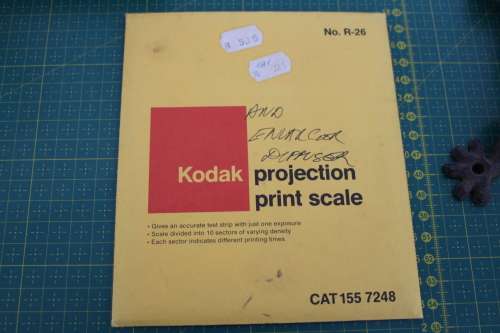 No. R-26
AND
ENLARGER
DIFFUSER
Kodak projection
print scale
• Gives an accurate test strip with just one exposure
• Scale divided into 10 sectors of varying density
• Each sector indicates different printing times
CAT 155 7248